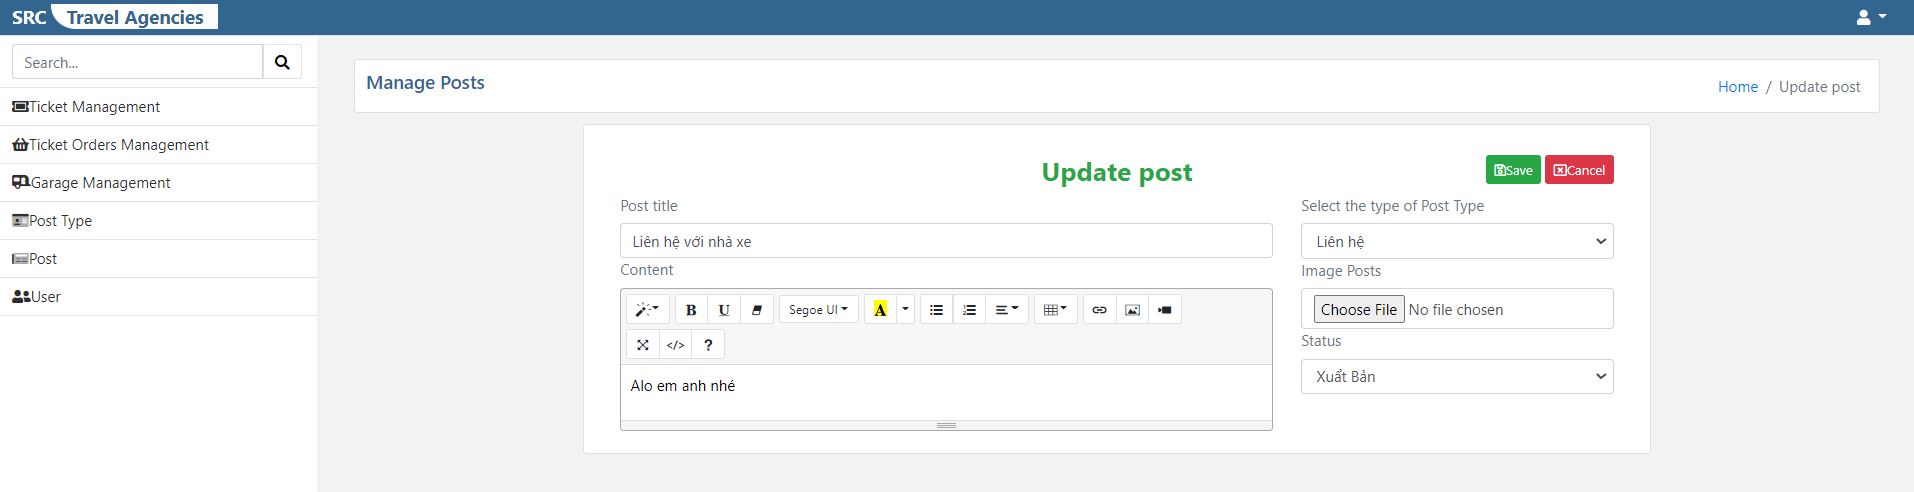 SRC Travel Agencies
Search...
Ticket Management
Ticket Orders Management
Garage Management
Post Type
Post
User
Manage Posts
Home / Update post
Update post
Save Cancel
Post title
Liên hệ với nhà xe
Content
B U Segoe UI A
</> ?
Alo em anh nhé
Select the type of Post Type
Liên hệ
Image Posts
Choose File No file chosen
Status
Xuất Bản